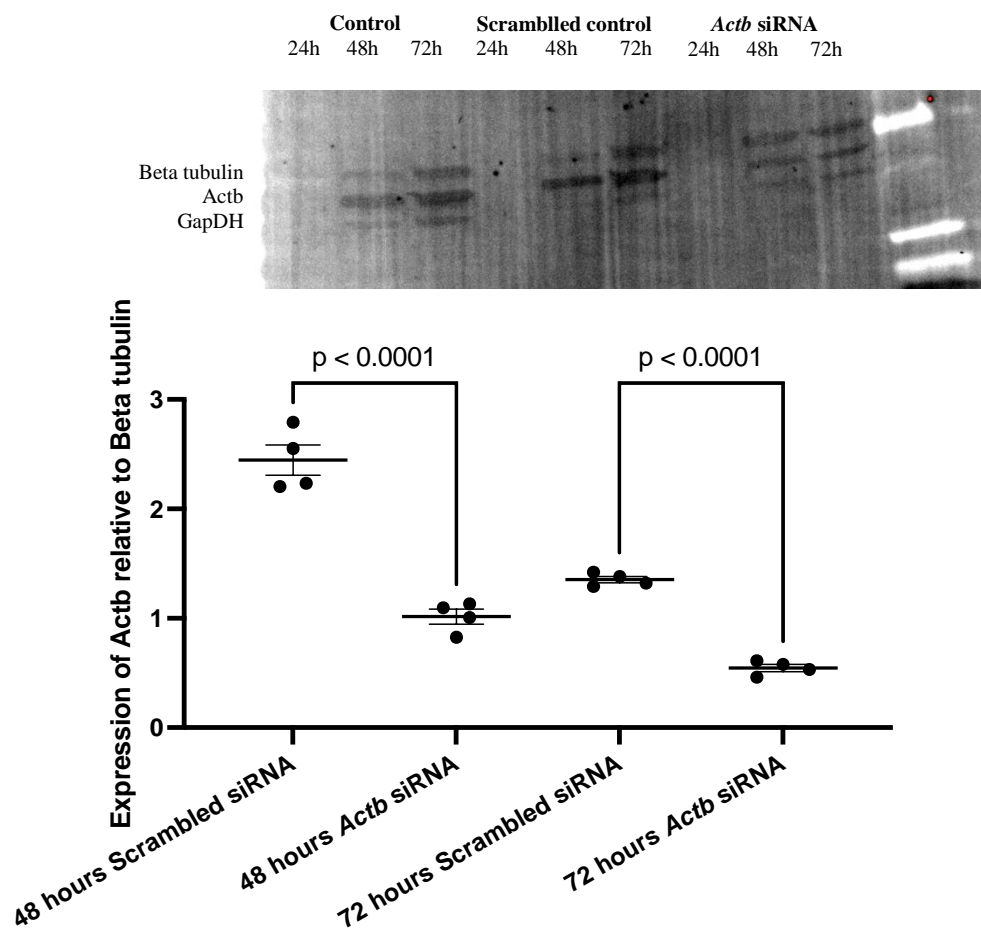 Control Scramblled control Actb siRNA
24h 48h 72h 24h 48h 72h 24h 48h 72h
Beta tubulin
Actb
GapDH
Expression of Actb relative to Beta tubulin
p < 0.0001 p < 0.0001
3
2
1
0
48 hours Scrambled siRNA
48 hours Actb siRNA
72 hours Scrambled siRNA
72 hours Actb siRNA